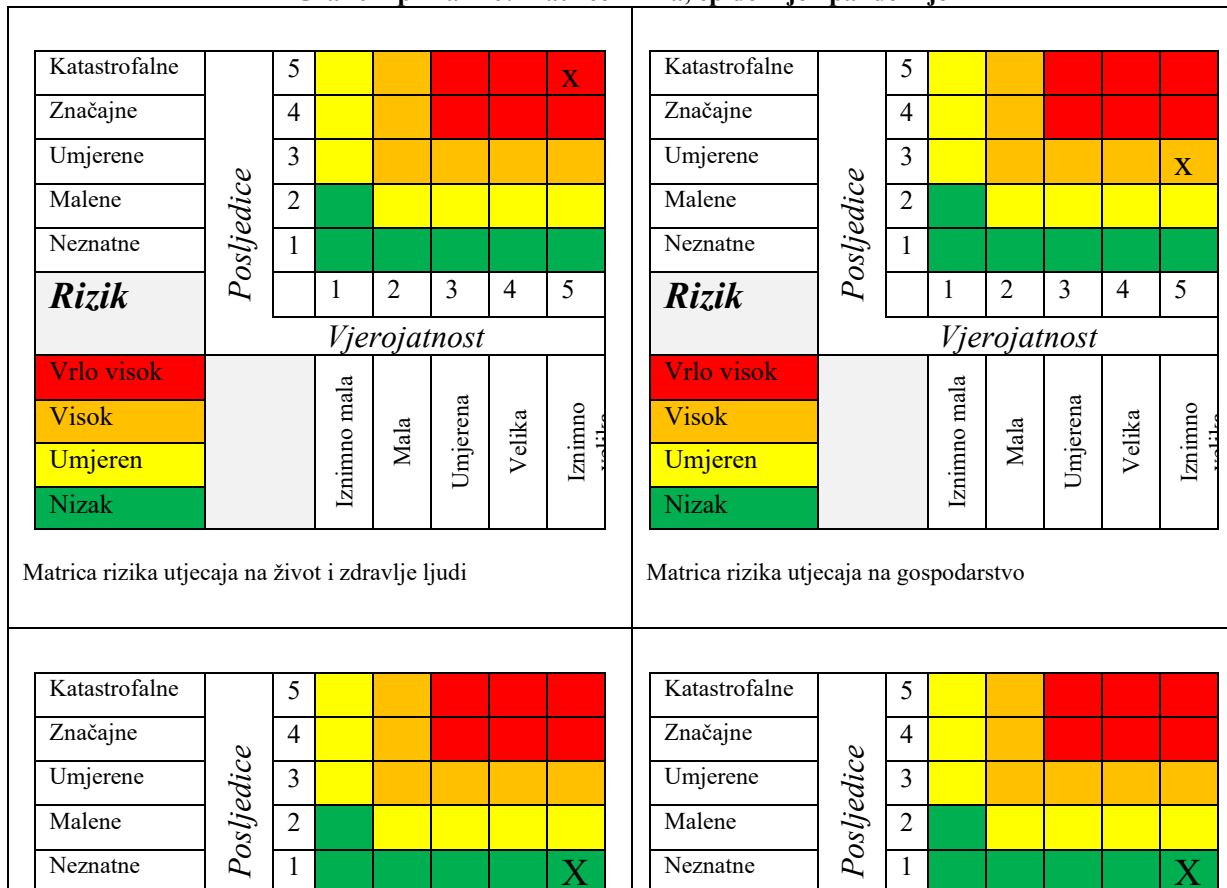 Katastrofalne 5 x
Značajne 4
Umjerene 3
Malene 2
Neznatne 1
Posljedice
Rizik 1 2 3 4 5
Vjerojatnost
Vrlo visok
Visok
Umjeren
Nizak
Iznimno mala
Mala
Umjerena
Velika
Iznimno
Matrica rizika utjecaja na život i zdravlje ljudi
Katastrofalne 5
Značajne 4
Umjerene 3 x
Malene 2
Neznatne 1
Posljedice
Rizik 1 2 3 4 5
Vjerojatnost
Vrlo visok
Visok
Umjeren
Nizak
Iznimno mala
Mala
Umjerena
Velika
Iznimno
Matrica rizika utjecaja na gospodarstvo
Katastrofalne 5
Značajne 4
Umjerene 3
Malene 2
Neznatne 1 X
Posljedice
Katastrofalne 5
Značajne 4
Umjerene 3
Malene 2
Neznatne 1 X
Posljedice